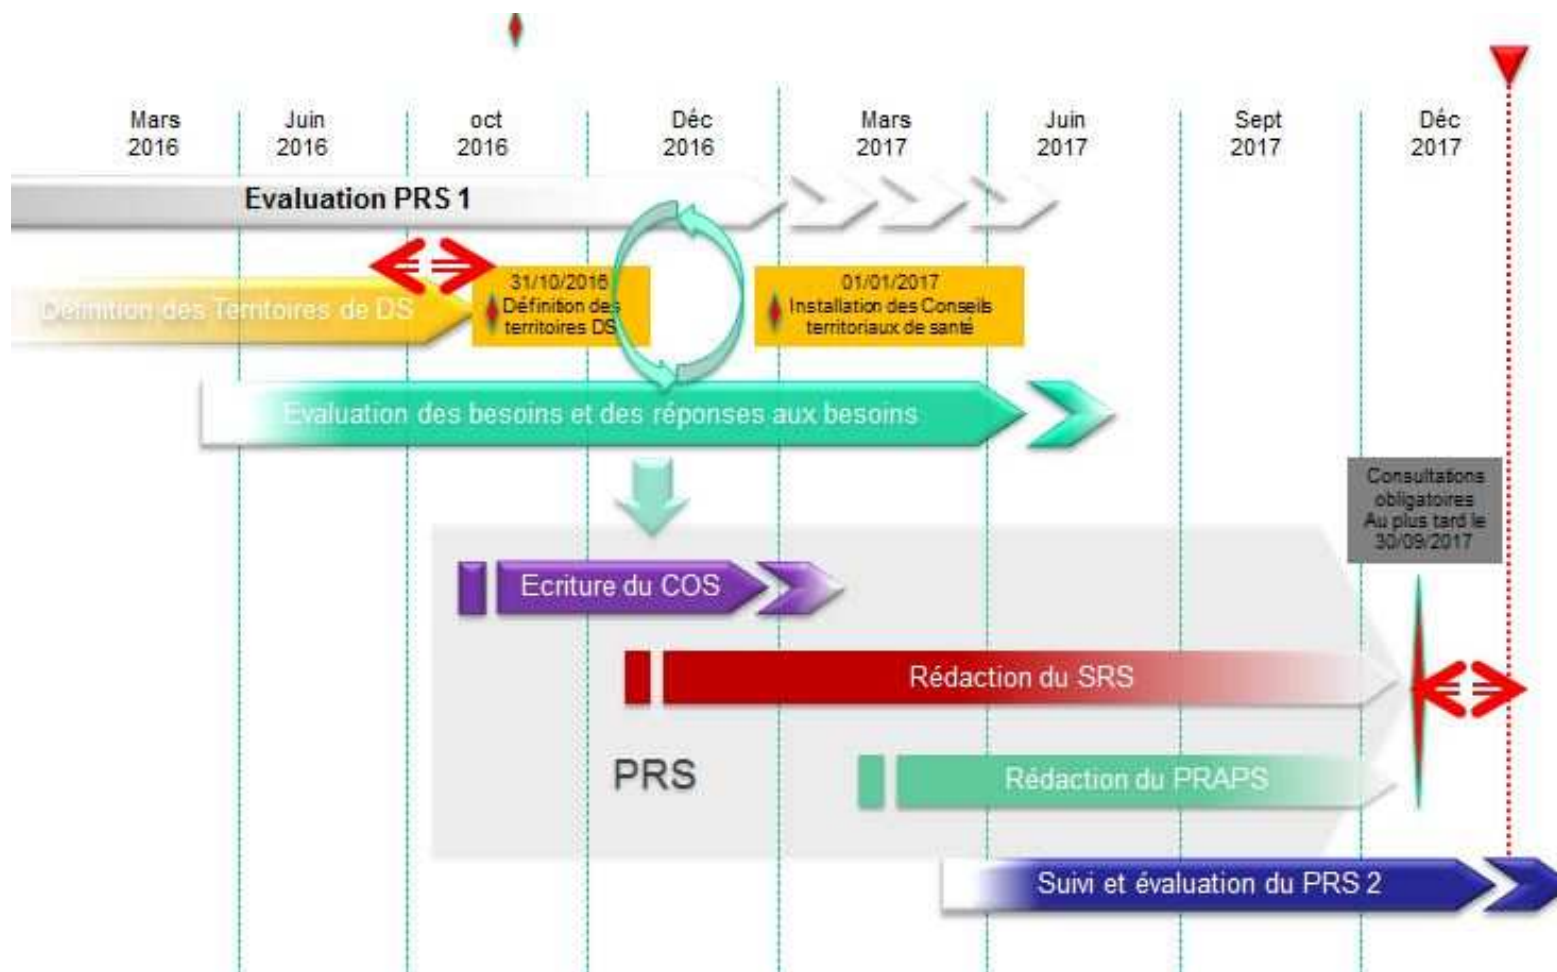 Mars
2016
Juin
2016
oct
2016
Déc
2016
Mars
2017
Juin
2017
Sept
2017
Déc
2017
Evaluation PRS 1
Définition des Territoires de DS
31/10/2016
Définition des
territoires DS
01/01/2017
Installation des Conseils
territoriaux de santé
Evaluation des besoins et des réponses aux besoins
Consultations
obligatoires
Au plus tard le
30/09/2017
Ecriture du COS
Rédaction du SRS
PRS
Rédaction du PRAPS
Suivi et évaluation du PRS 2